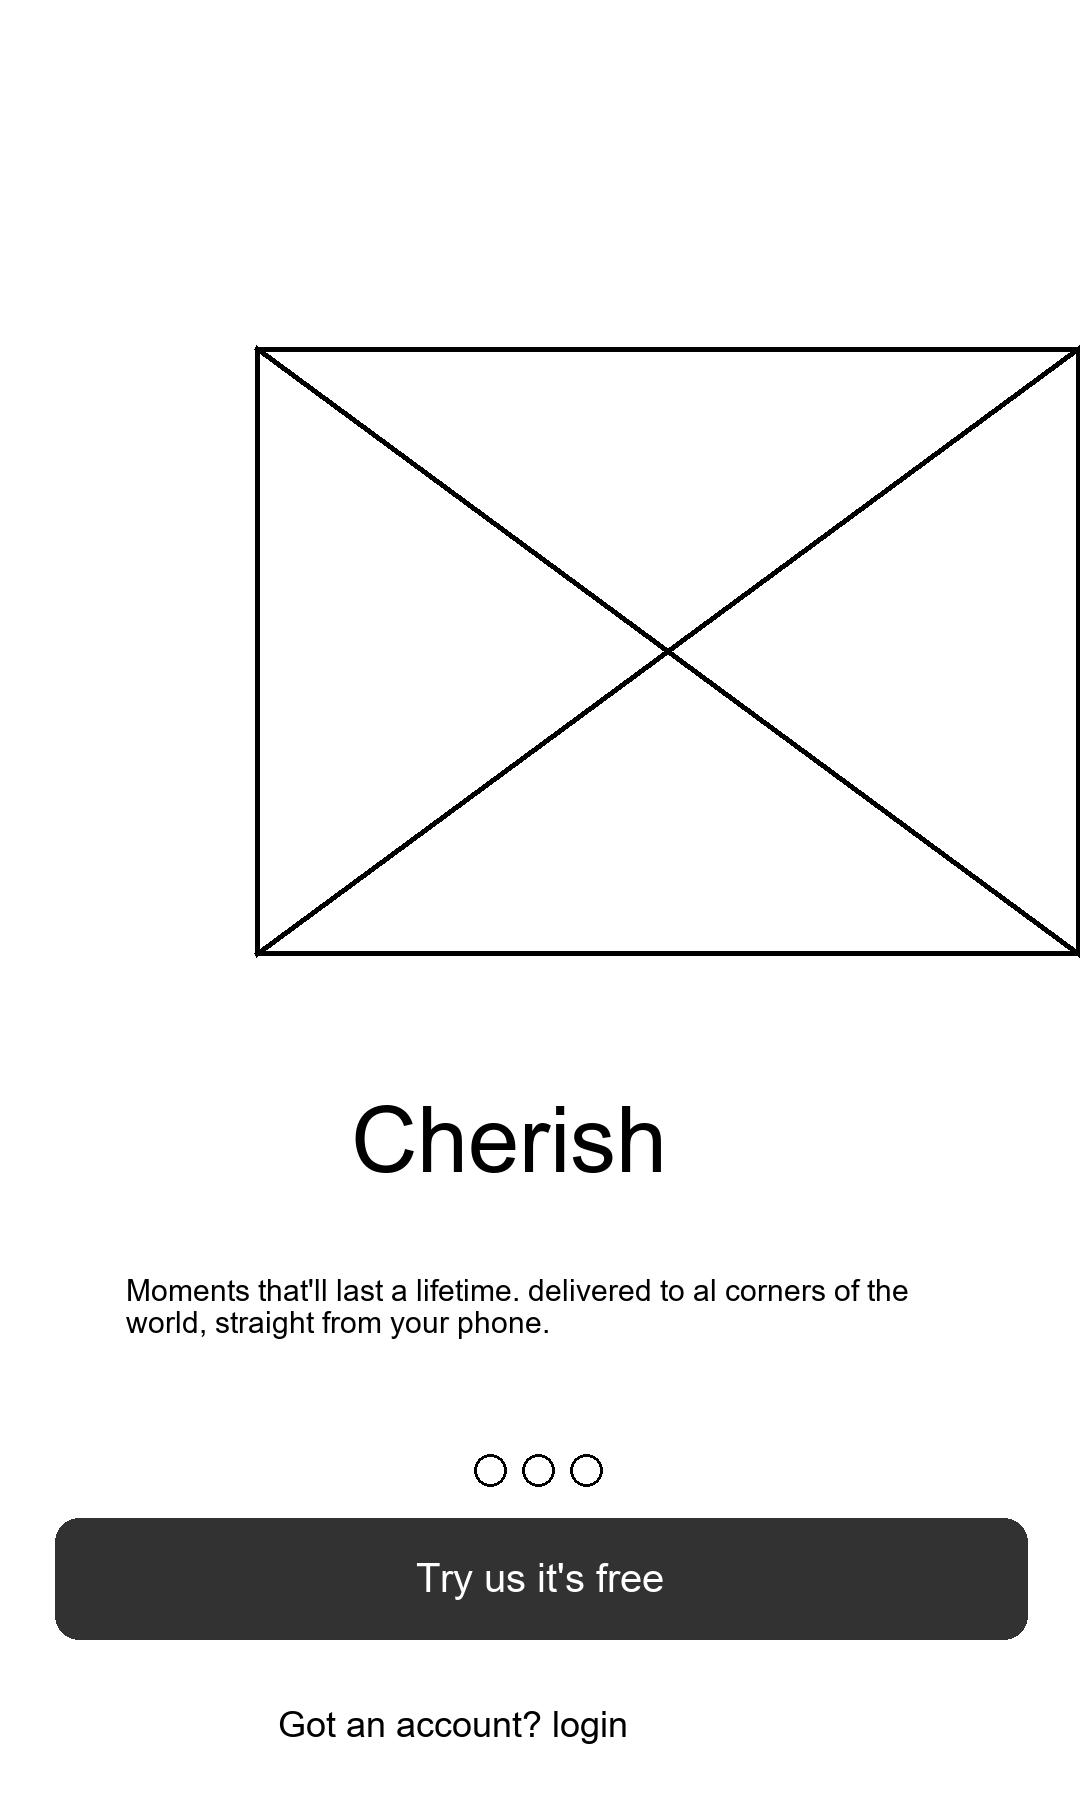 Cherish
Moments that'll last a lifetime. delivered to al corners of the
world, straight from your phone.
Try us it's free
Got an account? login